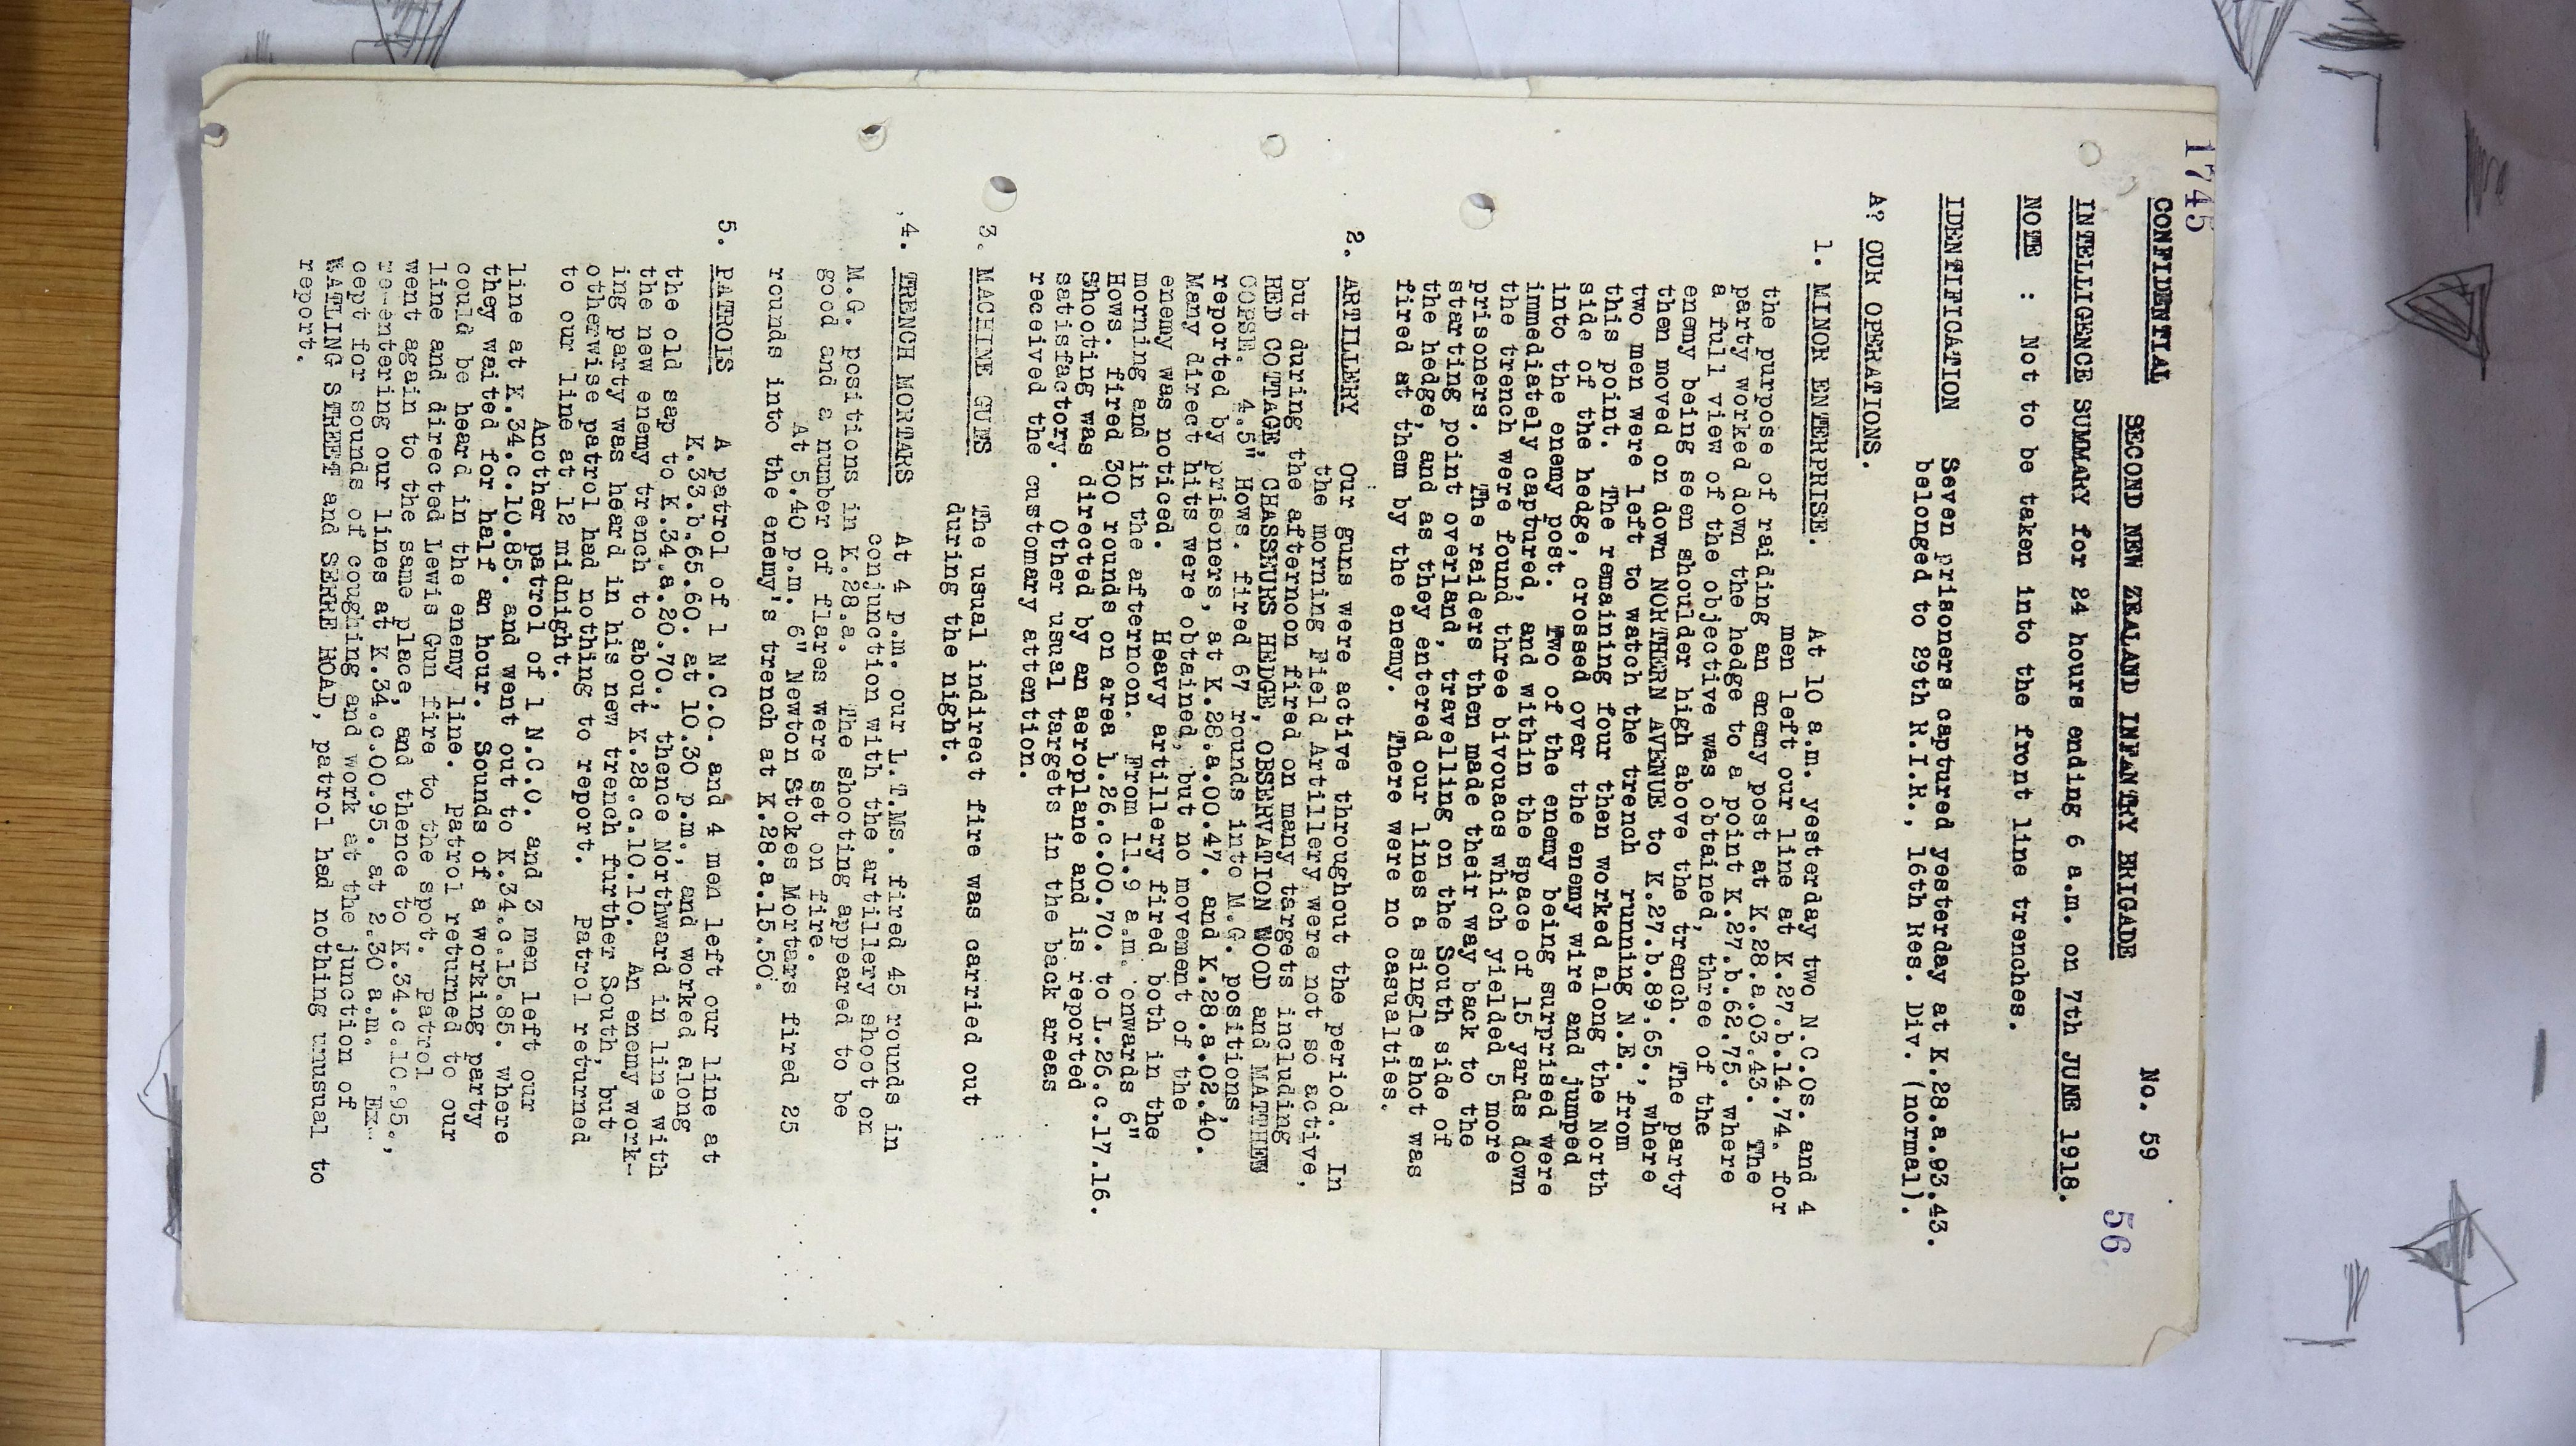 1745
CONFIDENTIAL
SECOND NEW ZEALAND INFANTRY BRIGADE No. 59
56
INTELLIGENCE SUMMARY for 24 hours ending 6 a.m. on 7th JUNE 1918.
NOTE : Not to be taken into the front line trenches.
IDENTIFICATION Seven prisoners captured yesterday at K.28.a.93.43.
belonged to 29th R.I.R., 16th Res. Div. (normal).
A? OUR OPERATIONS.
1. MINOR ENTERPRISE. At 10 a.m. yesterday two N.C.Os. and 4
men left our line at K.27.b.14.74. for
the purpose of raiding an enemy post at K.28.a.03.43. The
party worked down the hedge to a point K.27.b.62.75. where
a full view of the objective was obtained, three of the
enemy being seen shoulder high above the trench. The party
then moved on down NORTHERN AVENUE to K.27.b.89.65., where
two men were left to watch the trench running N.E. from
this point. The remaining four then worked along the North
side of the hedge, crossed over the enemy wire and jumped
into the enemy post. Two of the enemy being surprised were
immediately captured, and within the space of 15 yards down
the trench were found three bivouacs which yielded 5 more
prisoners. The raiders then made their way back to the
starting point overland, travelling on the South side of
the hedge, and as they entered our lines a single shot was
fired at them by the enemy. There were no casualties.
2. ARTILLERY Our guns were active throughout the period. In
the morning Field Artillery were not so active,
but during the afternoon fired on many targets including
RED COTTAGE, CHASSEURS HEDGE, OBSERVATION WOOD and MATTHEW
COPSE. 4.5" Hows. fired 67 rounds into M.G. positions,
reported by prisoners, at K.28.a.00.47. and K.28.a.02.40.
Many direct hits were obtained, but no movement of the
enemy was noticed. Heavy artillery fired both in the
morning and in the afternoon. From 11.9 a.m. onwards 6"
Hows. fired 300 rounds on area L.26.c.00.70. to L.26.c.17.16.
Shooting was directed by an aeroplane and is reported
satisfactory. Other usual targets in the back areas
received the customary attention.
3. MACHINE GUNS The usual indirect fire was carried out
during the night.
4. TRENCH MORTARS At 4 p.m. our L.T.Ms. fired 45 rounds in
conjunction with the artillery shoot on
M.G. positions in K.28.a. The shooting appeared to be
good and a number of flares were set on fire.
At 5.40 p.m. 6" Newton Stokes Mortars fired 25
rounds into the enemy's trench at K.28.a.15.50.
5. PATROLS A patrol of 1 N.C.O. and 4 men left our line at
K.33.b.65.60. at 10.30 p.m., and worked along
the old sap to K.34.a.20.70., thence Northward in line with
the new enemy trench to about K.28.c.10.10. An enemy work-
ing party was heard in his new trench further South, but
otherwise patrol had nothing to report. Patrol returned
to our line at 12 midnight.
Another patrol of 1 N.C.O. and 3 men left our
line at K.34.c.10.85. and went out to K.34.c.15.85. where
they waited for half an hour. Sounds of a working party
could be heard in the enemy line. Patrol returned to our
line and directed Lewis Gun fire to the spot. Patrol
went again to the same place, and thence to K.34.c.10.95.,
re-entering our lines at K.34.c.00.95. at 2.30 a.m. Ex-
cept for sounds of coughing and work at the junction of
WATLING STREET and SERRE ROAD, patrol had nothing unusual to
report.